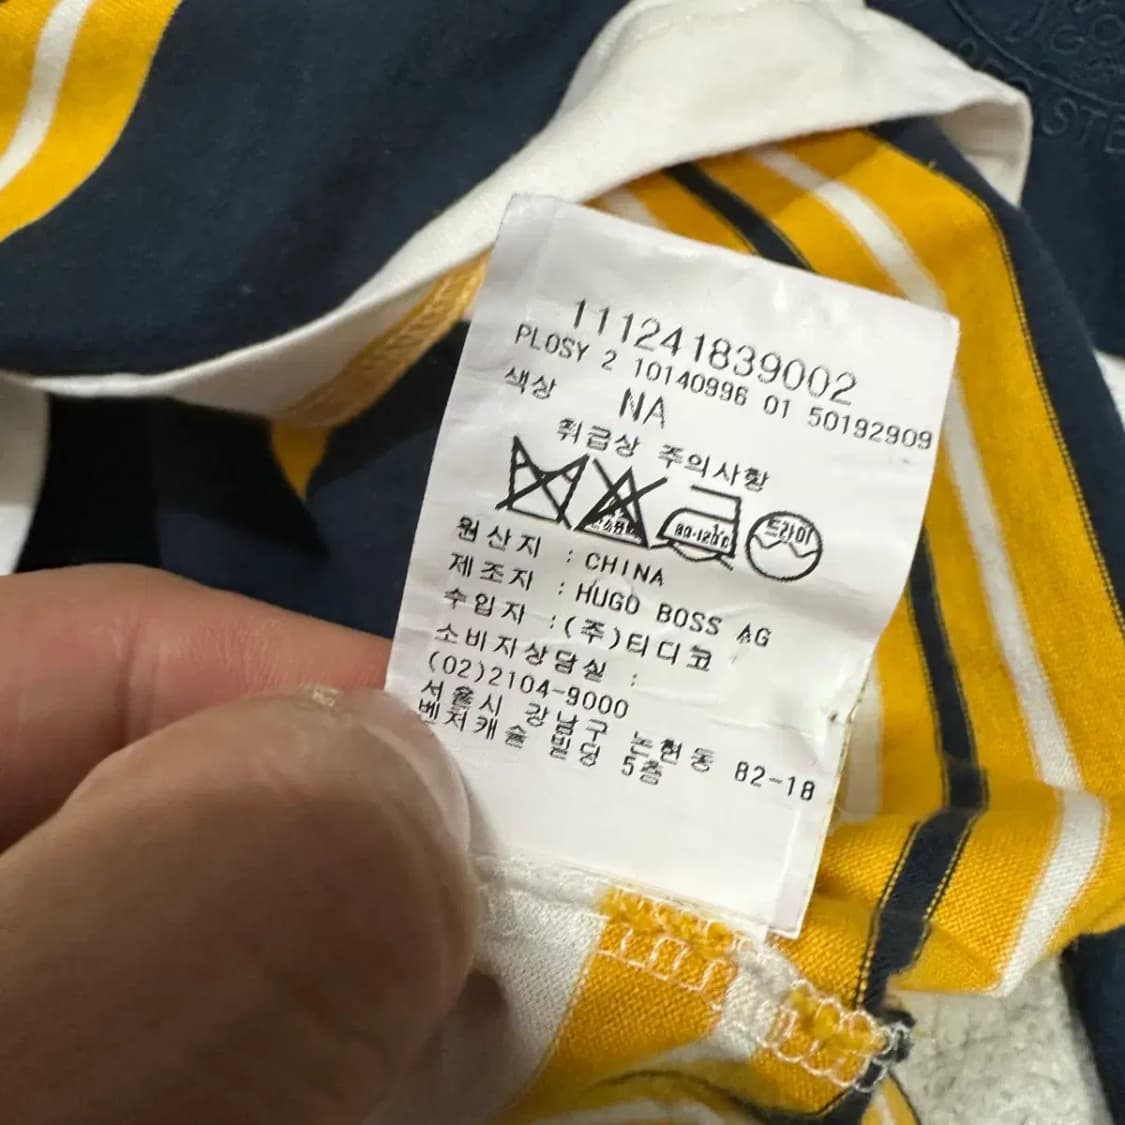 111241839002
PLOSY 2 10140996 01 50192909
색상 NA
취급상 주의사항
80-120°C
드라이
원산지 : CHINA
제조자 : HUGO BOSS AG
수입자 : (주)티디코
소비자상담실 :
(02)2104-9000
서울시 강남구 논현동 82-18
벤처캐슬 빌딩 5층